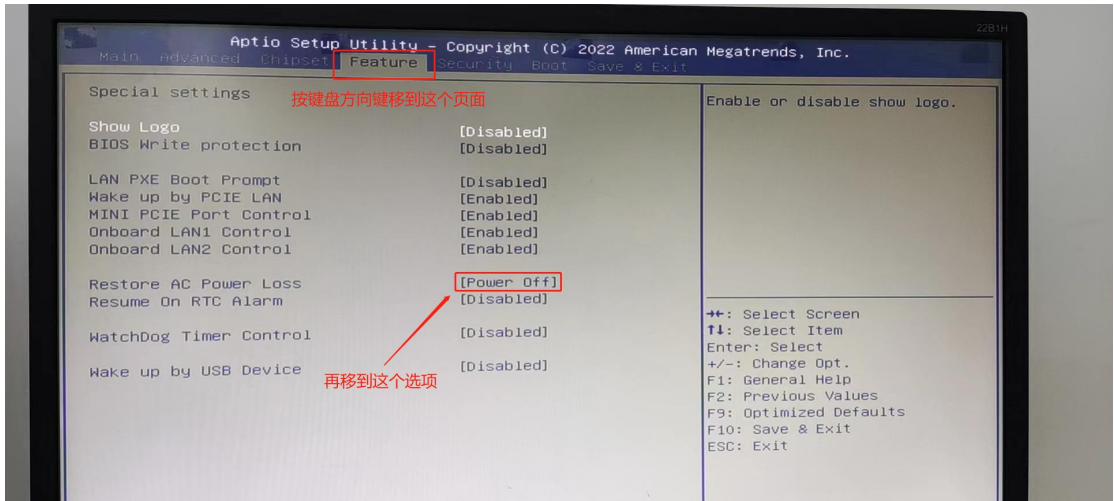 22B1H
Aptio Setup Utility – Copyright (C) 2022 American Megatrends, Inc.
Main Advanced Chipset Feature Security Boot Save & Exit
Special settings
按键盘方向键移到这个页面
Enable or disable show logo.
Show Logo [Disabled]
BIOS Write protection [Disabled]
LAN PXE Boot Prompt [Disabled]
Wake up by PCIE LAN [Enabled]
MINI PCIE Port Control [Enabled]
Onboard LAN1 Control [Enabled]
Onboard LAN2 Control [Enabled]
Restore AC Power Loss [Power Off]
Resume On RTC Alarm [Disabled]
WatchDog Timer Control [Disabled]
Wake up by USB Device [Disabled]
再移到这个选项
→←: Select Screen
↑↓: Select Item
Enter: Select
+/-: Change Opt.
F1: General Help
F2: Previous Values
F9: Optimized Defaults
F10: Save & Exit
ESC: Exit